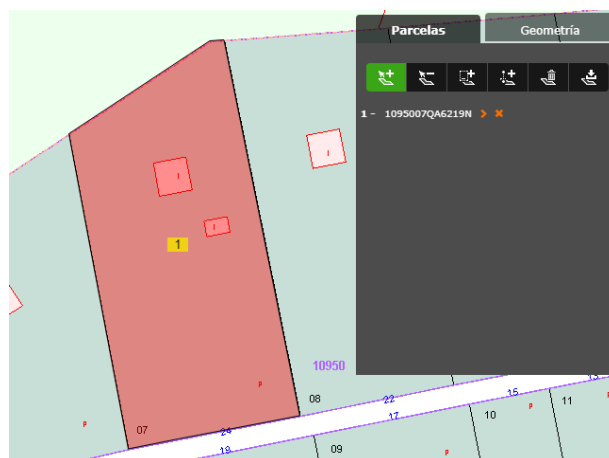 Parcelas
Geometría
1 - 1095007QA6219N
I
I
I
1
10950
P
08
22
15
13
07
24
17
P
P
P
11
10
19
09
P